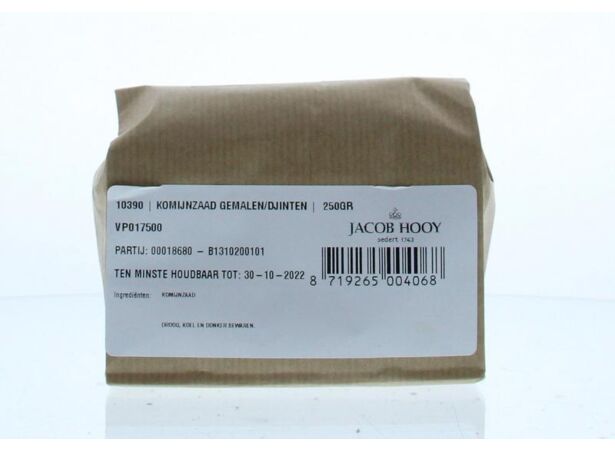 10390 | KOMIJNZAAD GEMALEN/DJINTEN | 250GR
VP017500
JACOB HOOY
sedert 1743
PARTIJ: 00018680 - B1310200101
TEN MINSTE HOUDBAAR TOT: 30-10-2022
8 719265 004068
Ingrediënten: KOMIJNZAAD
DROOG, KOEL EN DONKER BEWAREN.